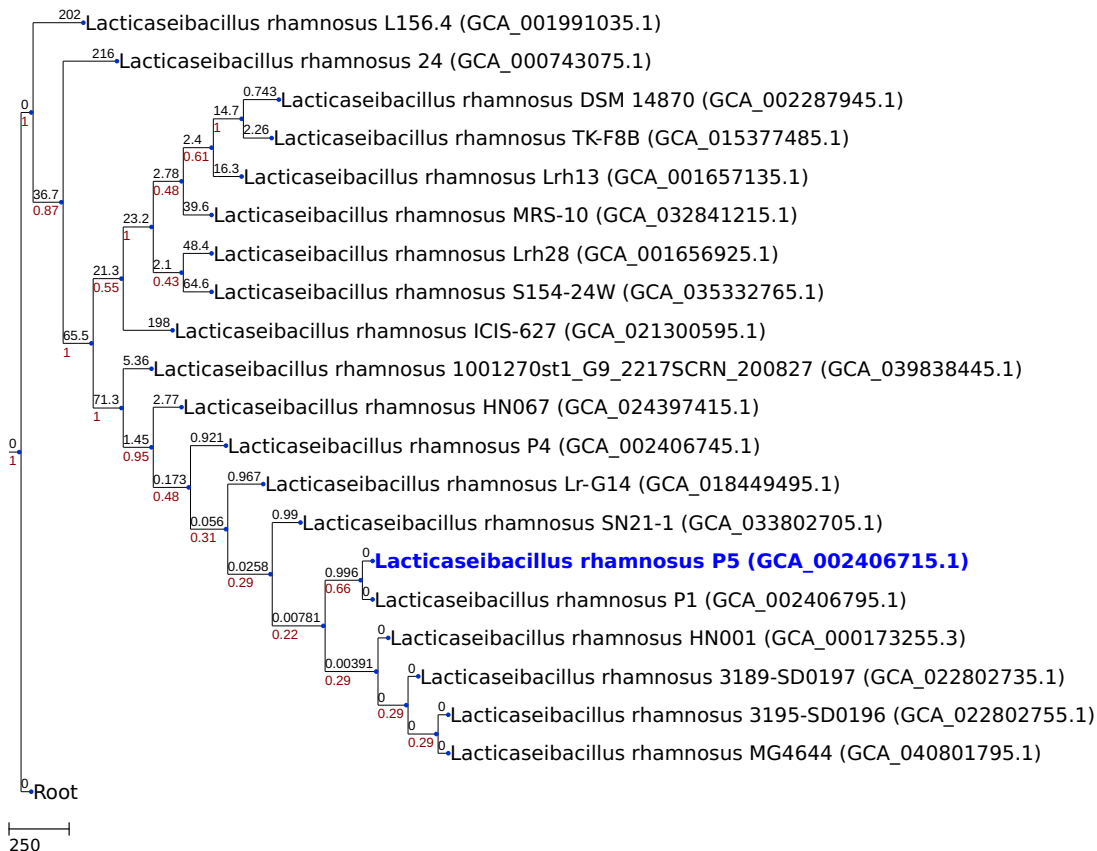 202
Lacticaseibacillus rhamnosus L156.4 (GCA_001991035.1)
216
Lacticaseibacillus rhamnosus 24 (GCA_000743075.1)
0.743
Lacticaseibacillus rhamnosus DSM 14870 (GCA_002287945.1)
0
1
14.7
1
2.26
Lacticaseibacillus rhamnosus TK-F8B (GCA_015377485.1)
2.4
0.61
16.3
Lacticaseibacillus rhamnosus Lrh13 (GCA_001657135.1)
2.78
0.48
36.7
0.87
39.6
Lacticaseibacillus rhamnosus MRS-10 (GCA_032841215.1)
23.2
1
48.4
Lacticaseibacillus rhamnosus Lrh28 (GCA_001656925.1)
2.1
0.43
21.3
0.55
64.6
Lacticaseibacillus rhamnosus S154-24W (GCA_035332765.1)
198
Lacticaseibacillus rhamnosus ICIS-627 (GCA_021300595.1)
65.5
1
5.36
Lacticaseibacillus rhamnosus 1001270st1_G9_2217SCRN_200827 (GCA_039838445.1)
71.3
1
2.77
Lacticaseibacillus rhamnosus HN067 (GCA_024397415.1)
0
1
1.45
0.95
0.921
Lacticaseibacillus rhamnosus P4 (GCA_002406745.1)
0.173
0.48
0.967
Lacticaseibacillus rhamnosus Lr-G14 (GCA_018449495.1)
0.056
0.31
0.99
Lacticaseibacillus rhamnosus SN21-1 (GCA_033802705.1)
0.0258
0.29
0
Lacticaseibacillus rhamnosus P5 (GCA_002406715.1)
0.996
0.66
0
Lacticaseibacillus rhamnosus P1 (GCA_002406795.1)
0.00781
0.22
0
Lacticaseibacillus rhamnosus HN001 (GCA_000173255.3)
0.00391
0.29
0
Lacticaseibacillus rhamnosus 3189-SD0197 (GCA_022802735.1)
0
0.29
0
Lacticaseibacillus rhamnosus 3195-SD0196 (GCA_022802755.1)
0
0.29
0
Lacticaseibacillus rhamnosus MG4644 (GCA_040801795.1)
0
Root
250